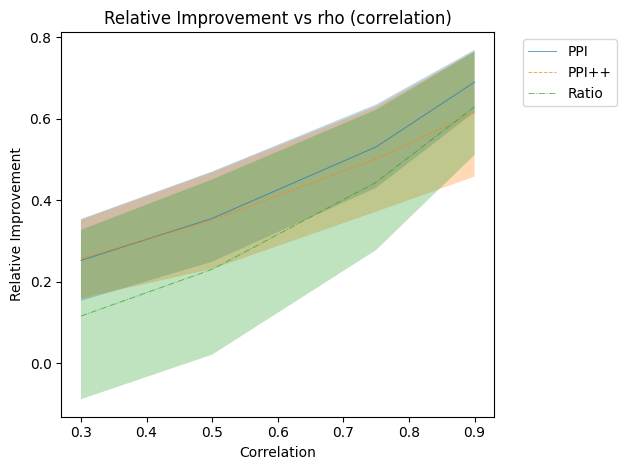 Relative Improvement vs rho (correlation)
PPI
PPI++
Ratio
Relative Improvement
0.8
0.6
0.4
0.2
0.0
0.3 0.4 0.5 0.6 0.7 0.8 0.9
Correlation